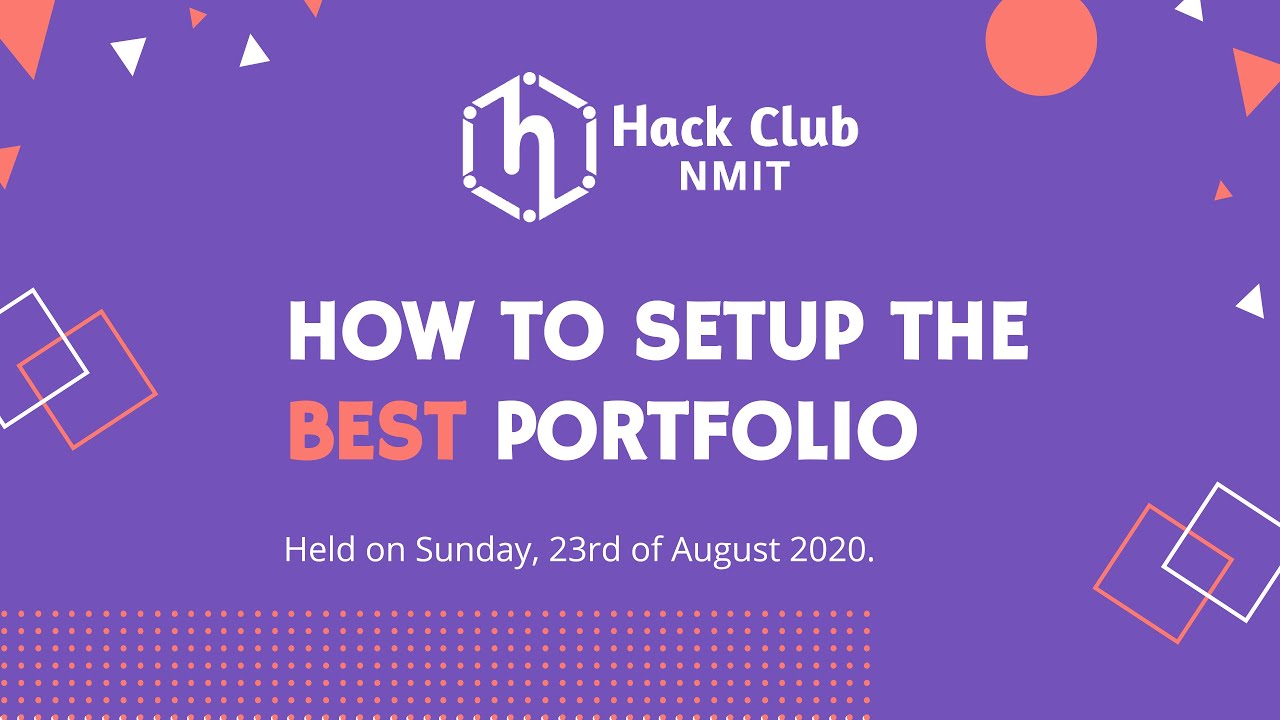 Hack Club
NMIT
HOW TO SETUP THE
BEST PORTFOLIO
Held on Sunday, 23rd of August 2020.